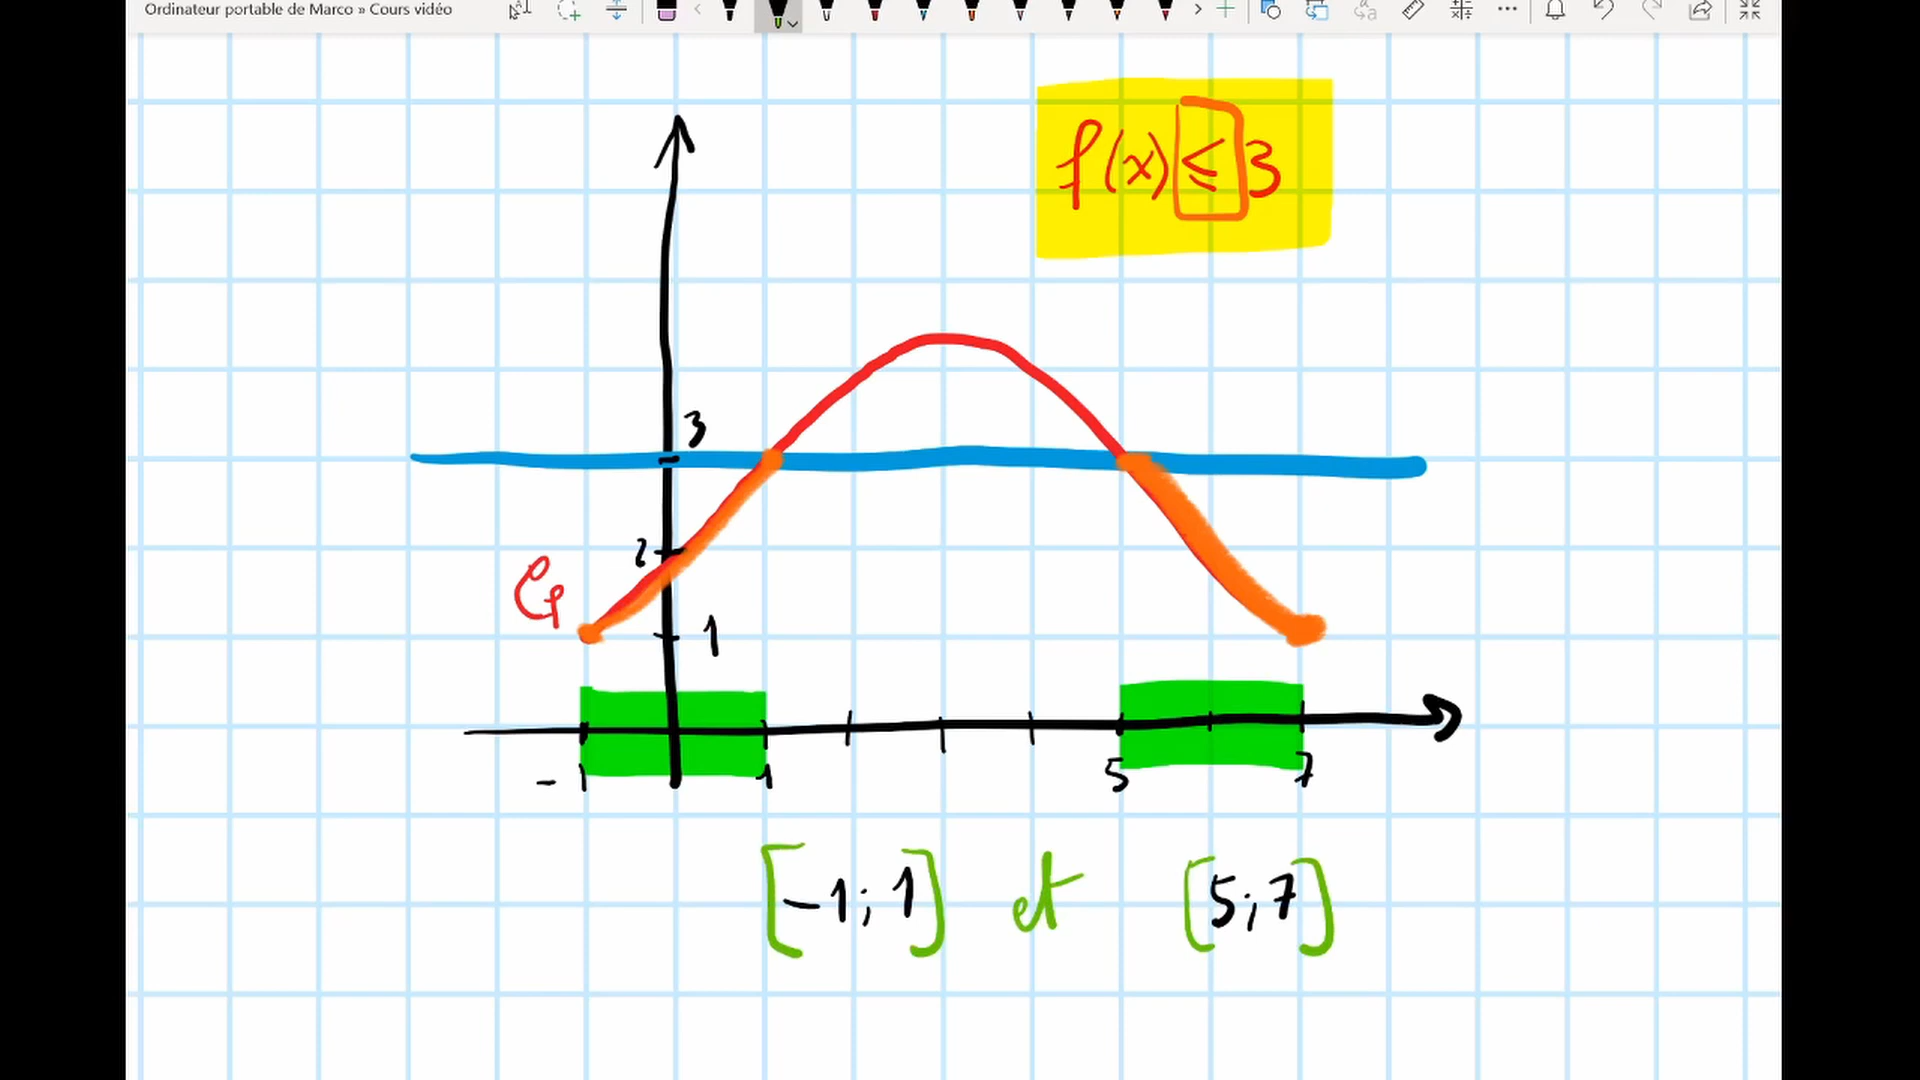 Ordinateur portable de Marco » Cours vidéo
f(x) ≤ 3
3
2
Cf
1
-1 1 5 7
[-1; 1] et [5; 7]